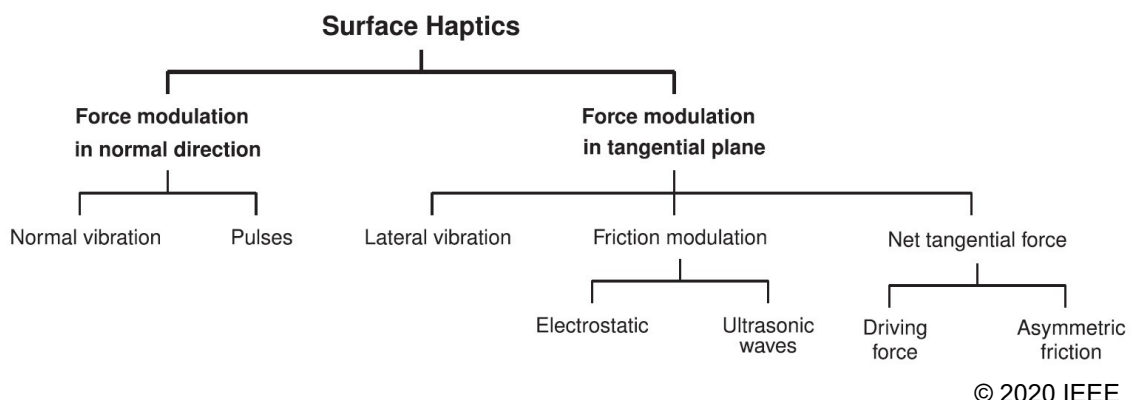 Surface Haptics
Force modulation
in normal direction
Force modulation
in tangential plane
Normal vibration
Pulses
Lateral vibration
Friction modulation
Net tangential force
Electrostatic
Ultrasonic
waves
Driving
force
Asymmetric
friction
© 2020 IEEE